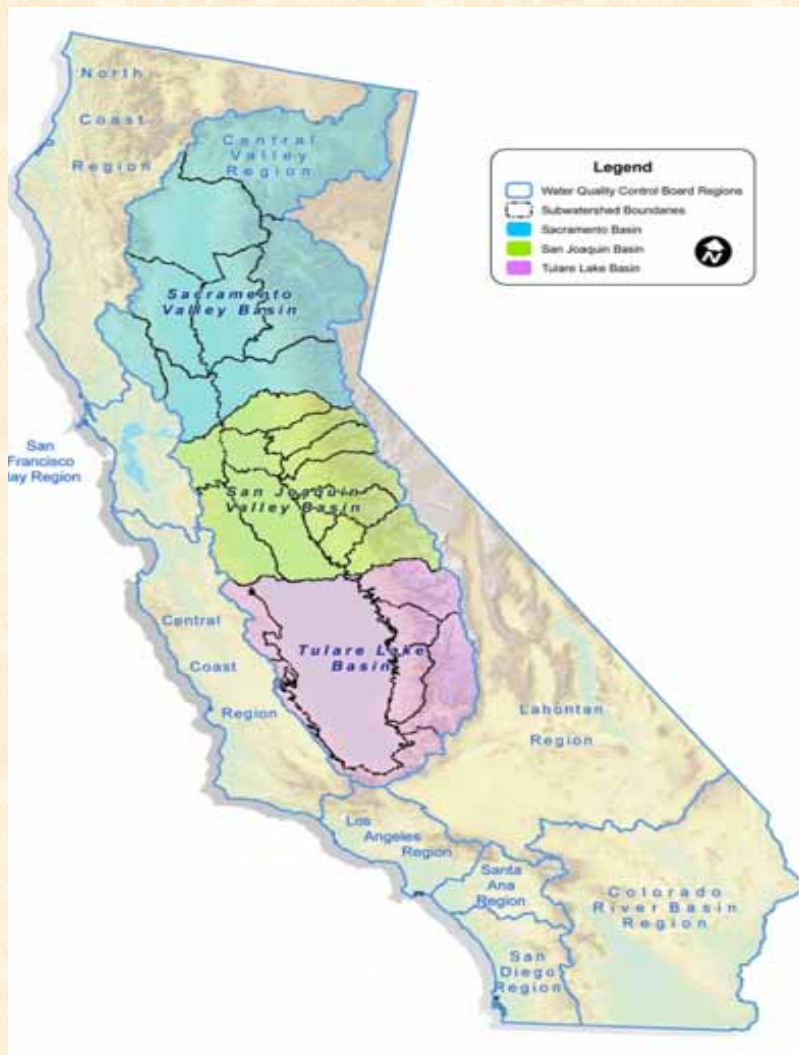 North
Coast
Region
Central
Valley
Region
Legend
Water Quality Control Board Regions
Subwatershed Boundaries
Sacramento Basin
San Joaquin Basin
Tulare Lake Basin
N
Sacramento
Valley Basin
San
Francisco
ay Region
San Joaquin
Valley Basin
Central
Coast
Region
Tulare Lake
Basin
Lahontan
Region
Los
Angeles
Region
Santa
Ana
Region
Colorado
River Basin
Region
San
Diego
Region